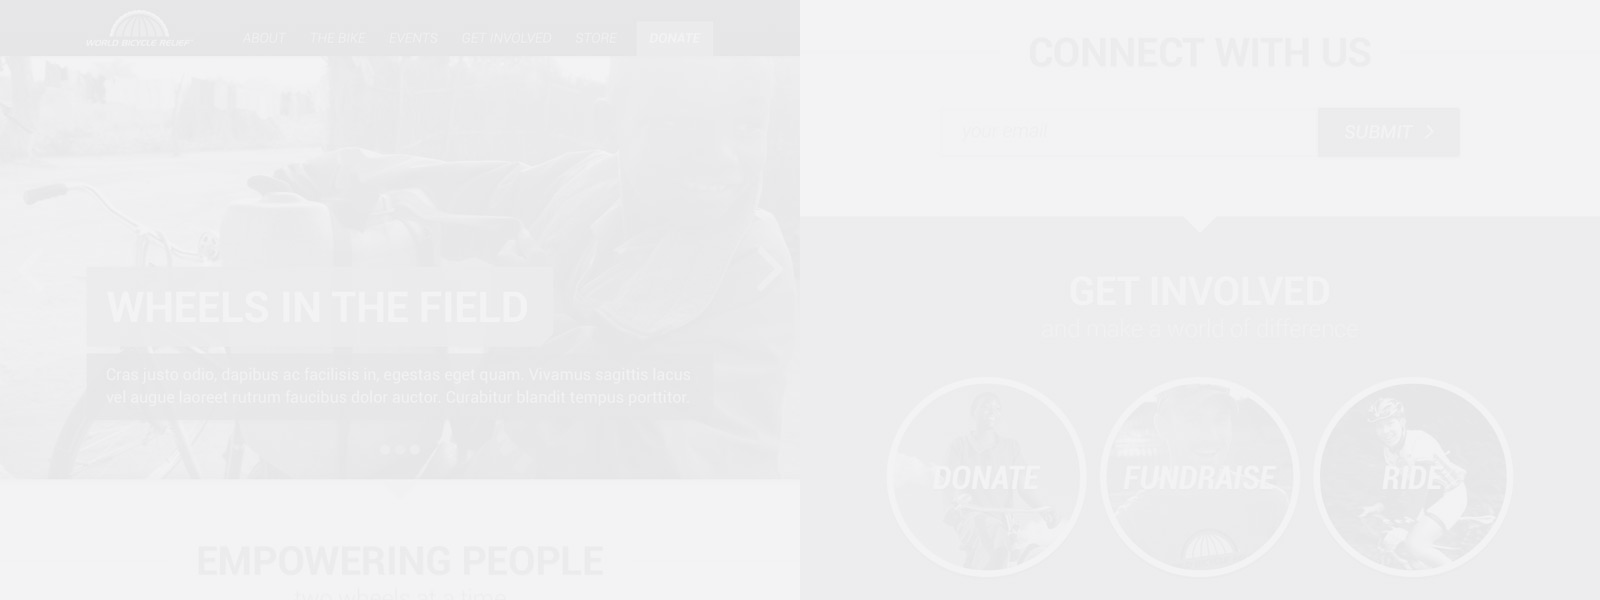 WORLD BICYCLE RELIEF
ABOUT THE BIKE EVENTS GET INVOLVED STORE DONATE
WHEELS IN THE FIELD
Cras justo odio, dapibus ac facilisis in, egestas eget quam. Vivamus sagittis lacus
vel augue laoreet rutrum faucibus dolor auctor. Curabitur blandit tempus porttitor.
EMPOWERING PEOPLE
two wheels at a time
CONNECT WITH US
your email
SUBMIT
GET INVOLVED
and make a world of difference
DONATE
FUNDRAISE
RIDE